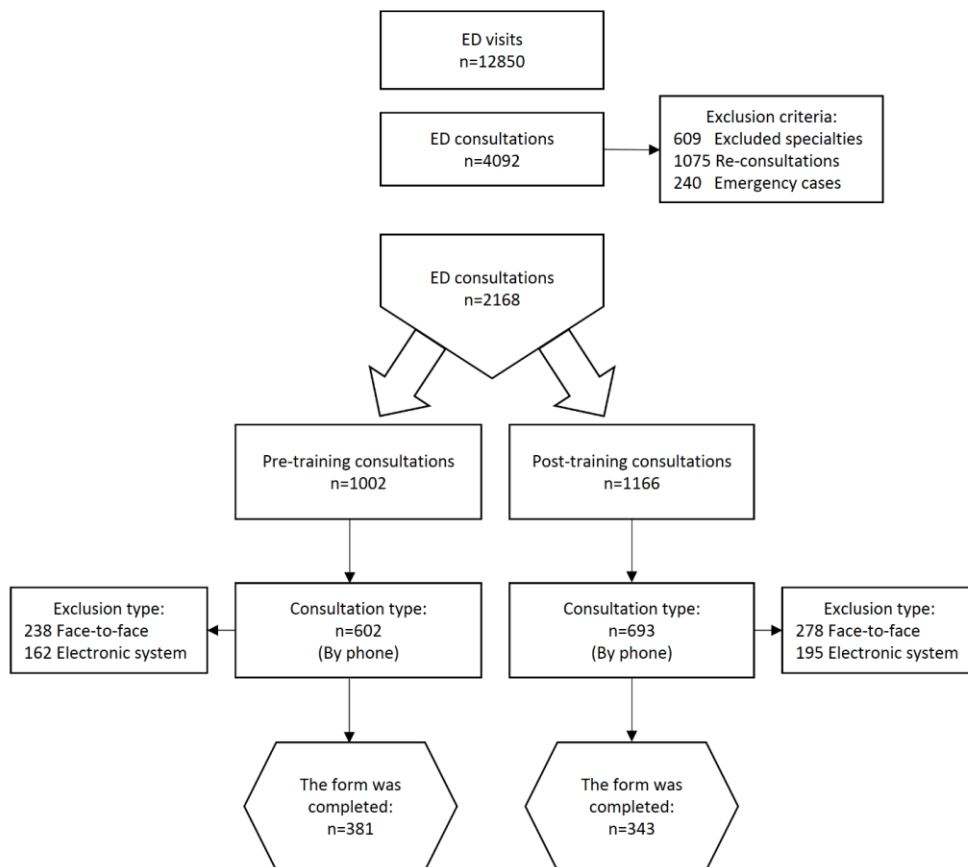 ED visits
n=12850
ED consultations
n=4092
Exclusion criteria:
609 Excluded specialties
1075 Re-consultations
240 Emergency cases
ED consultations
n=2168
Pre-training consultations
n=1002
Post-training consultations
n=1166
Exclusion type:
238 Face-to-face
162 Electronic system
Consultation type:
n=602
(By phone)
Consultation type:
n=693
(By phone)
Exclusion type:
278 Face-to-face
195 Electronic system
The form was
completed:
n=381
The form was
completed:
n=343